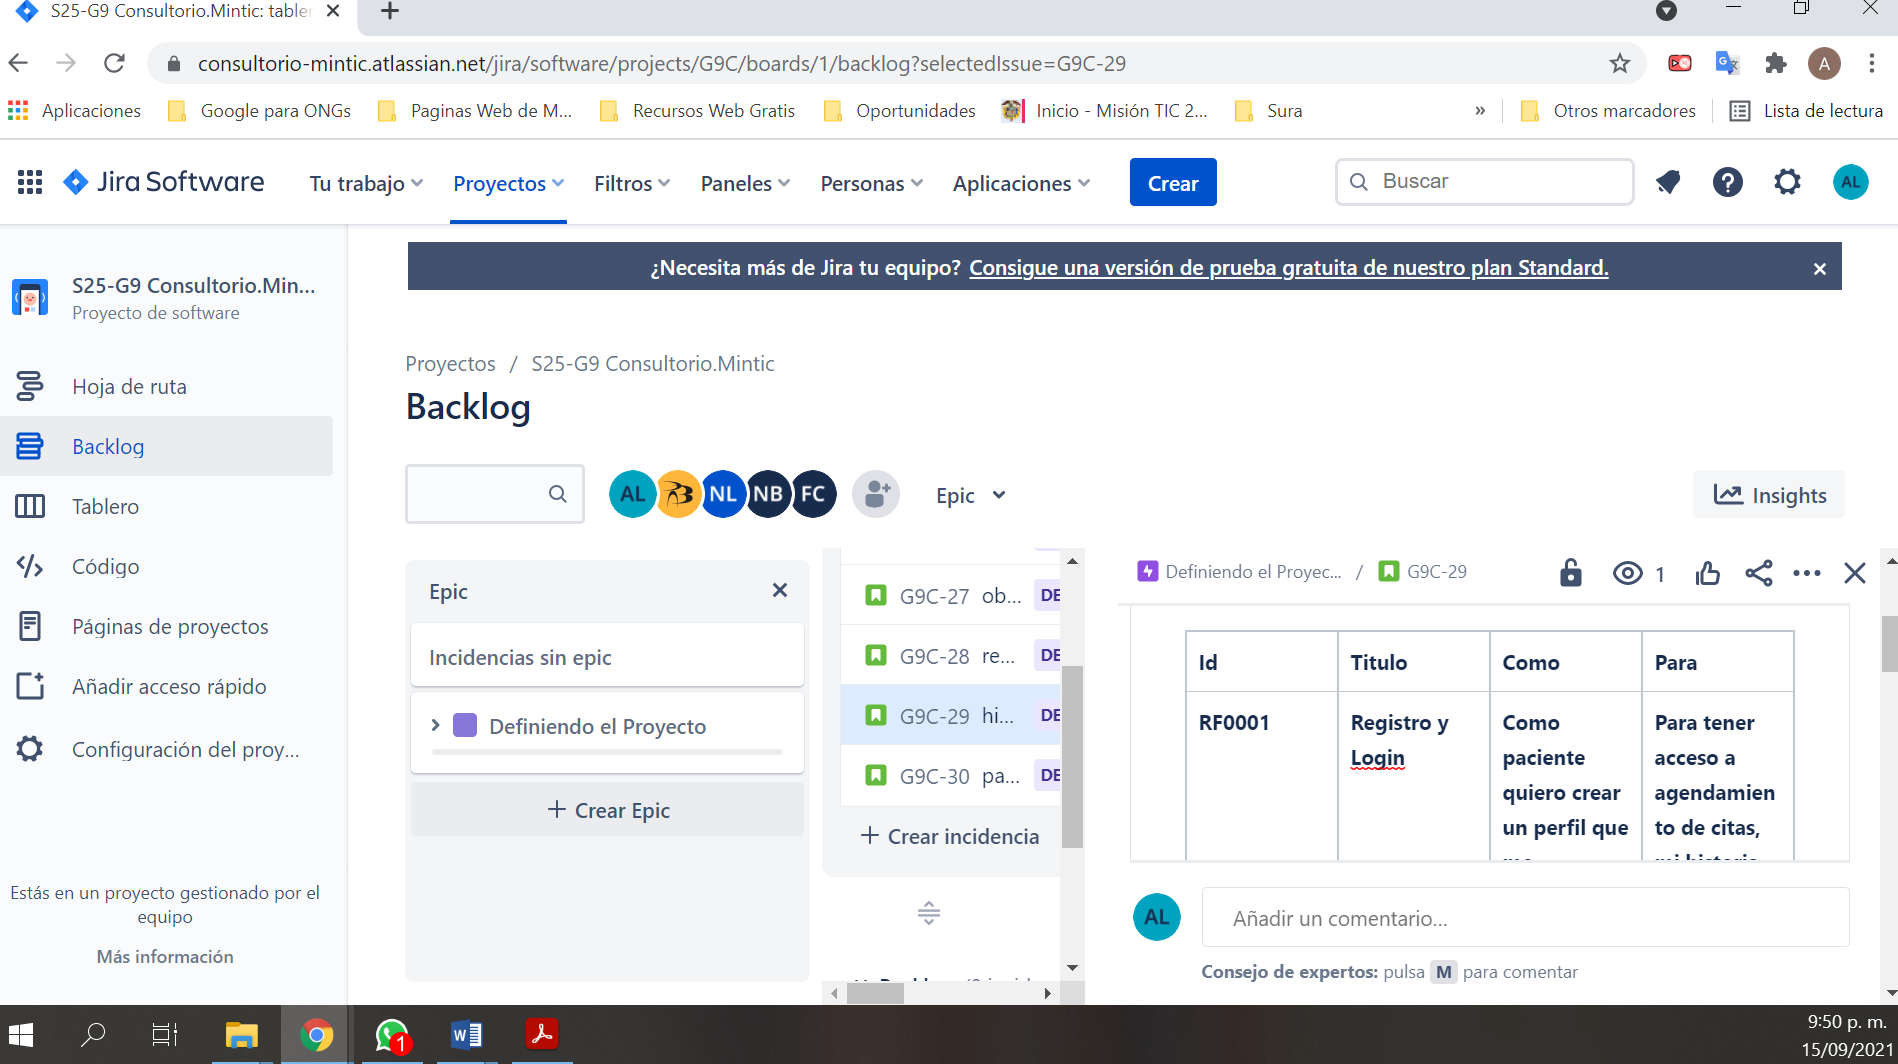 S25-G9 Consultorio.Mintic: tabler
consultorio-mintic.atlassian.net/jira/software/projects/G9C/boards/1/backlog?selectedIssue=G9C-29
A
Aplicaciones
Google para ONGs
Paginas Web de M...
Recursos Web Gratis
Oportunidades
Inicio - Misión TIC 2...
Sura
»
Otros marcadores
Lista de lectura
Jira Software
Tu trabajo
Proyectos
Filtros
Paneles
Personas
Aplicaciones
Crear
Buscar
AL
S25-G9 Consultorio.Min...
Proyecto de software
¿Necesita más de Jira tu equipo? Consigue una versión de prueba gratuita de nuestro plan Standard.
Hoja de ruta
Backlog
Tablero
Código
Páginas de proyectos
Añadir acceso rápido
Configuración del proy...
Estás en un proyecto gestionado por el
equipo
Más información
Proyectos / S25-G9 Consultorio.Mintic
Backlog
AL
NL
NB
FC
Epic
Insights
Epic
Incidencias sin epic
Definiendo el Proyecto
+ Crear Epic
G9C-27 ob... DE
G9C-28 re... DE
G9C-29 hi... DE
G9C-30 pa... DE
+ Crear incidencia
Definiendo el Proyec... / G9C-29
1
Id Titulo Como Para
RF0001 Registro y Como Para tener
Login paciente acceso a
quiero crear agendamien
un perfil que to de citas,
AL
Añadir un comentario...
Consejo de expertos: pulsa M para comentar
1
9:50 p. m.
15/09/2021